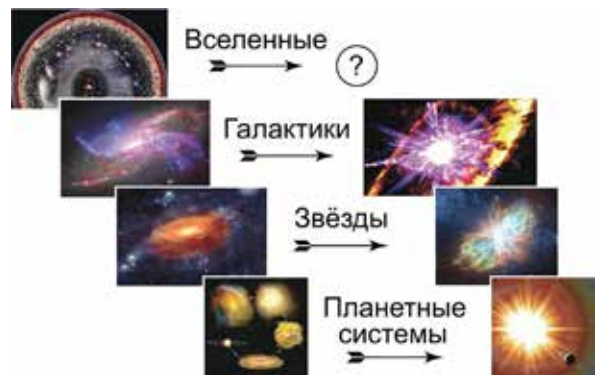 Вселенные
?
Галактики
Звёзды
Планетные
системы